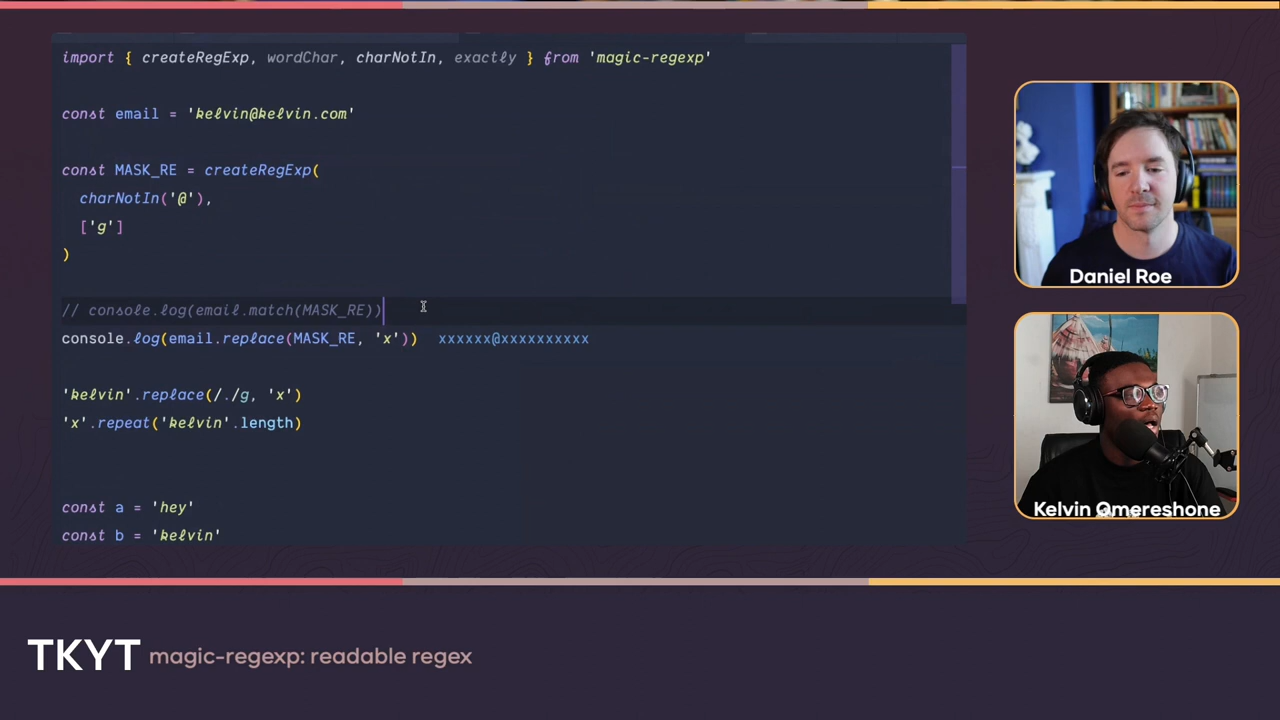 import { createRegExp, wordChar, charNotIn, exactly } from 'magic-regexp'
const email = 'kelvin@kelvin.com'
const MASK_RE = createRegExp(
charNotIn('@'),
['g']
)
// console.log(email.match(MASK_RE))
console.log(email.replace(MASK_RE, 'x')) xxxxxx@xxxxxxxxxx
'kelvin'.replace(/./g, 'x')
'x'.repeat('kelvin'.length)
const a = 'hey'
const b = 'kelvin'
Daniel Roe
Kelvin Omereshone
TKYT magic-regexp: readable regex